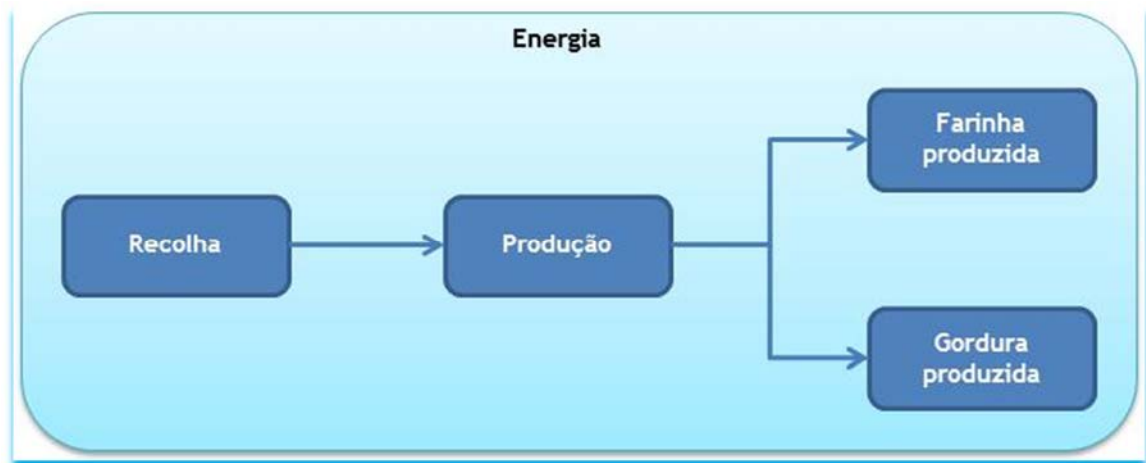 Energia
Recolha
Produção
Farinha
produzida
Gordura
produzida